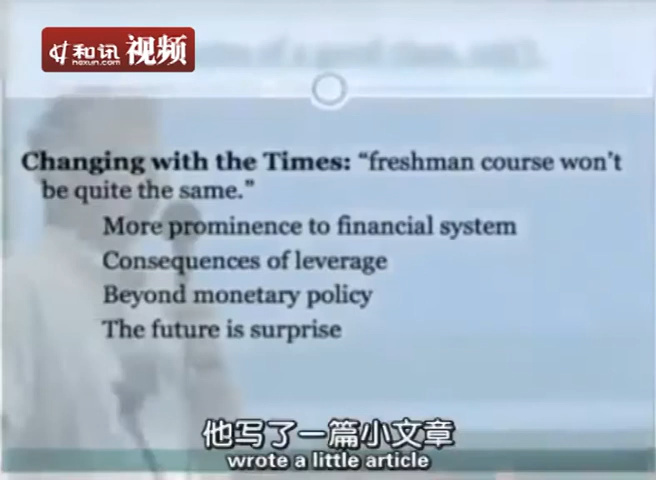 和讯 视频
hexun.com
Changing with the Times: “freshman course won’t
be quite the same.”
More prominence to financial system
Consequences of leverage
Beyond monetary policy
The future is surprise
他写了一篇小文章
wrote a little article